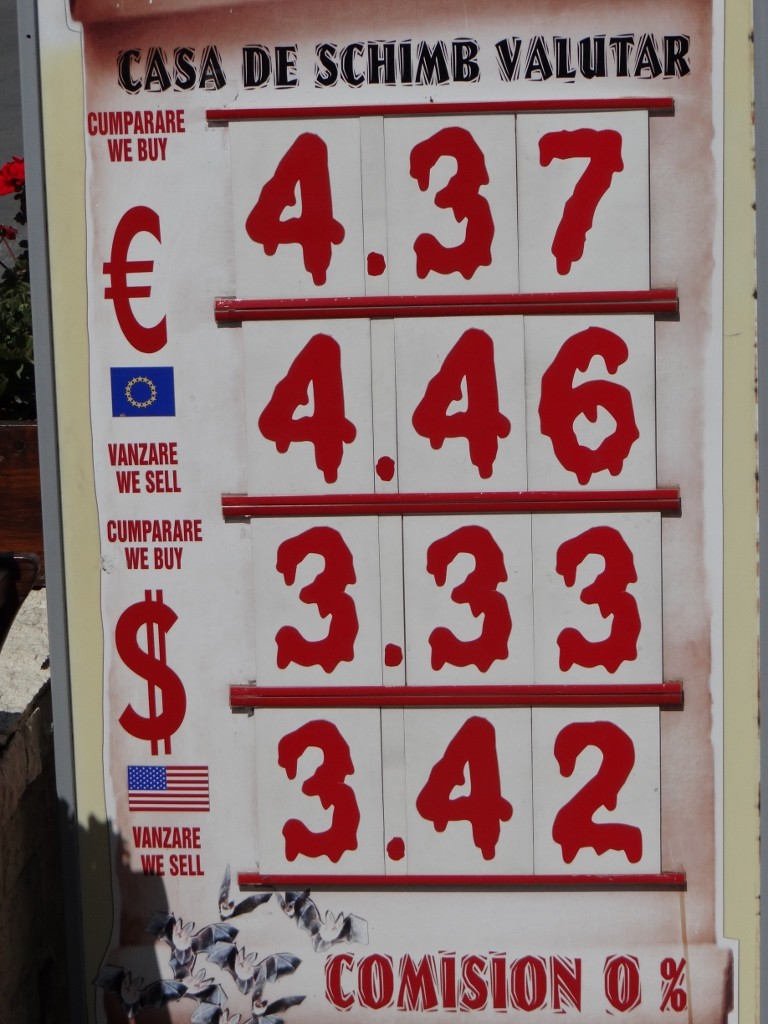 CASA DE SCHIMB VALUTAR
CUMPARARE
WE BUY
€
4.37
VANZARE
WE SELL
4.46
CUMPARARE
WE BUY
$
3.33
VANZARE
WE SELL
3.42
COMISION 0 %